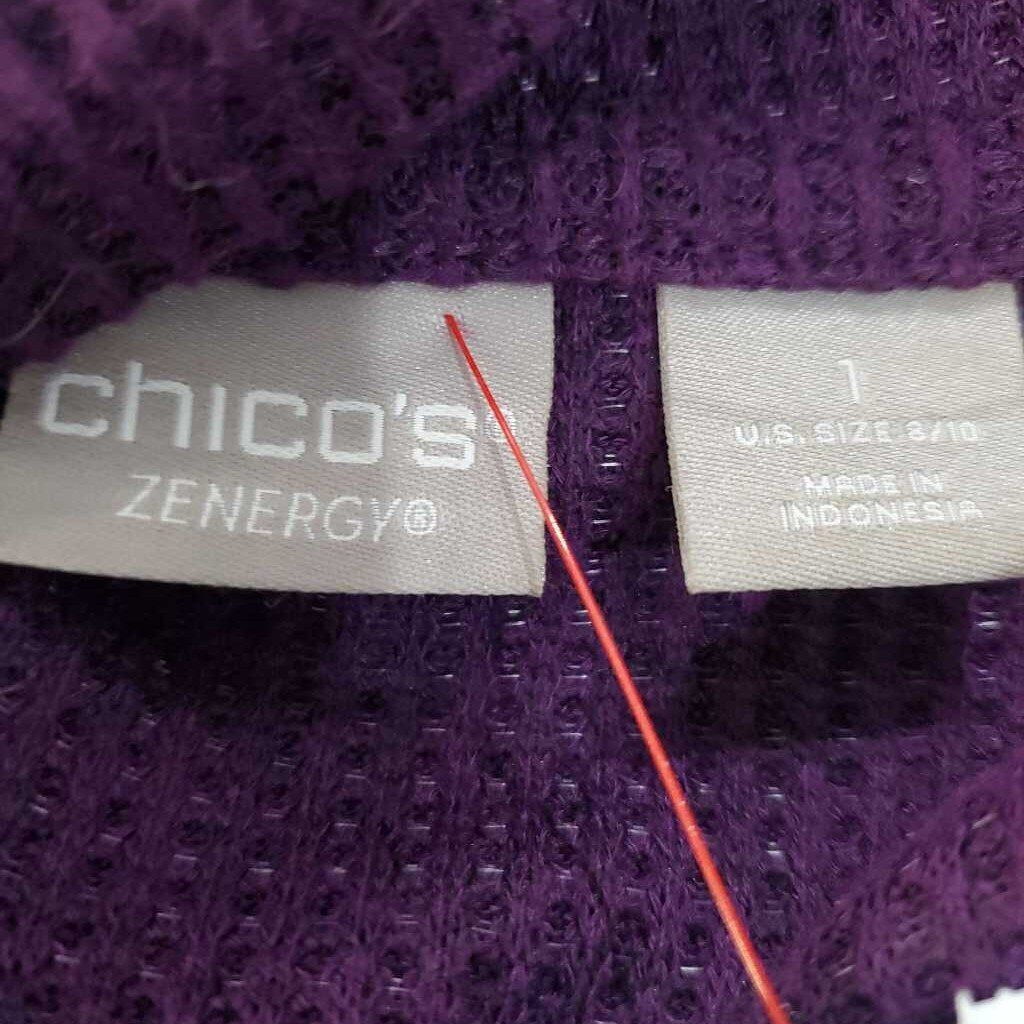 chico's®
ZENERGY®
1
U.S. SIZE 8/10
MADE IN
INDONESIA